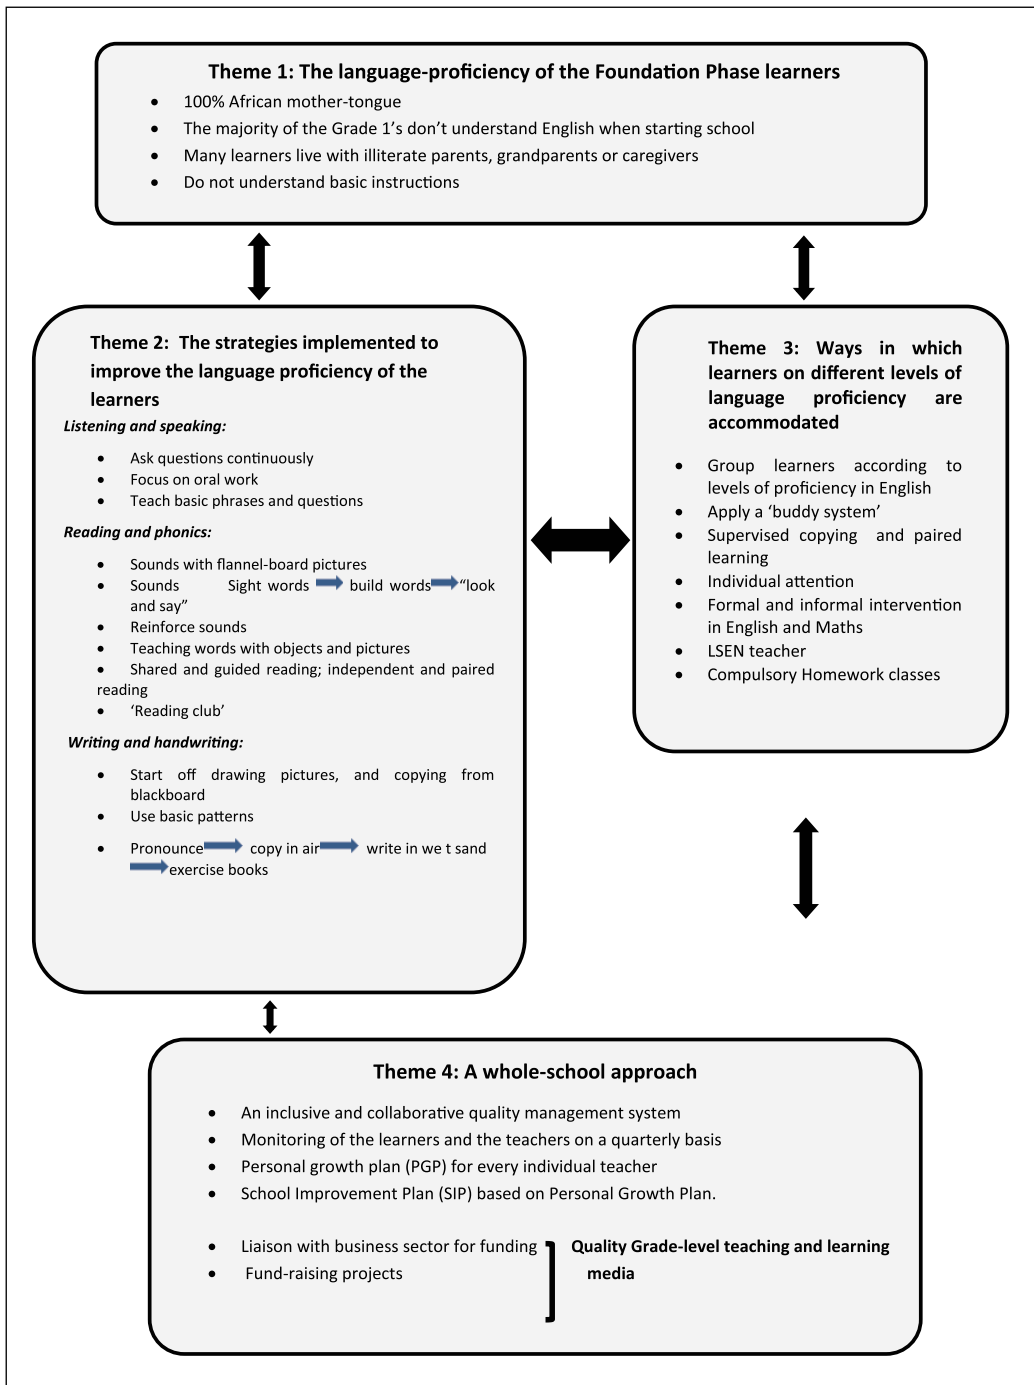 Theme 1: The language-proficiency of the Foundation Phase learners
• 100% African mother-tongue
• The majority of the Grade 1's don't understand English when starting school
• Many learners live with illiterate parents, grandparents or caregivers
• Do not understand basic instructions
Theme 2: The strategies implemented to
improve the language proficiency of the
learners
Listening and speaking:
• Ask questions continuously
• Focus on oral work
• Teach basic phrases and questions
Reading and phonics:
• Sounds with flannel-board pictures
• Sounds Sight words build words “look
and say”
• Reinforce sounds
• Teaching words with objects and pictures
• Shared and guided reading; independent and paired
reading
• ‘Reading club’
Writing and handwriting:
• Start off drawing pictures, and copying from
blackboard
• Use basic patterns
• Pronounce copy in air write in we t sand
exercise books
Theme 3: Ways in which
learners on different levels of
language proficiency are
accommodated
• Group learners according to
levels of proficiency in English
• Apply a ‘buddy system’
• Supervised copying and paired
learning
• Individual attention
• Formal and informal intervention
in English and Maths
• LSEN teacher
• Compulsory Homework classes
Theme 4: A whole-school approach
• An inclusive and collaborative quality management system
• Monitoring of the learners and the teachers on a quarterly basis
• Personal growth plan (PGP) for every individual teacher
• School Improvement Plan (SIP) based on Personal Growth Plan.
• Liaison with business sector for funding
• Fund-raising projects
Quality Grade-level teaching and learning
media